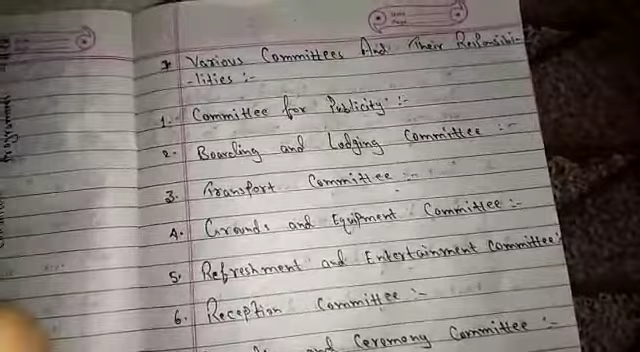 * Various Committees And Their Responsibi-
-lities :-
1. Committee for Publicity :-
2. Boarding and Lodging Committee :-
3. Transport Committee :-
4. Grounds and Equipment Committee :-
5. Refreshment and Entertainment Committee:
6. Reception Committee :-
and Ceremony Committee :-